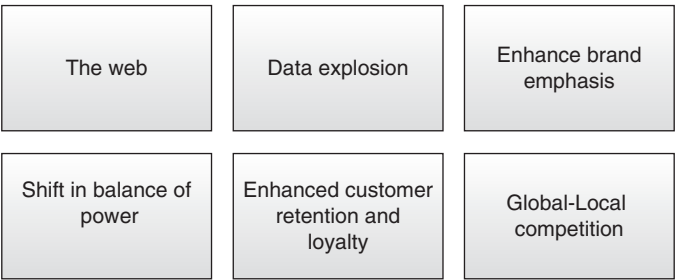 The web
Data explosion
Enhance brand
emphasis
Shift in balance of
power
Enhanced customer
retention and
loyalty
Global-Local
competition